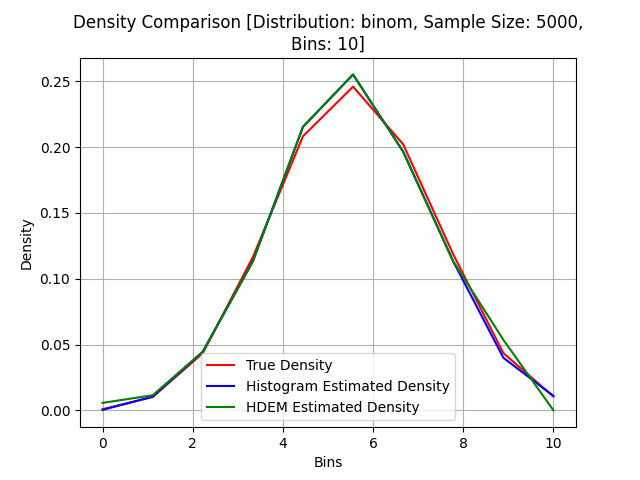 Density Comparison [Distribution: binom, Sample Size: 5000,
Bins: 10]
Density
0.25
0.20
0.15
0.10
0.05
0.00
True Density
Histogram Estimated Density
HDEM Estimated Density
0 2 4 6 8 10
Bins